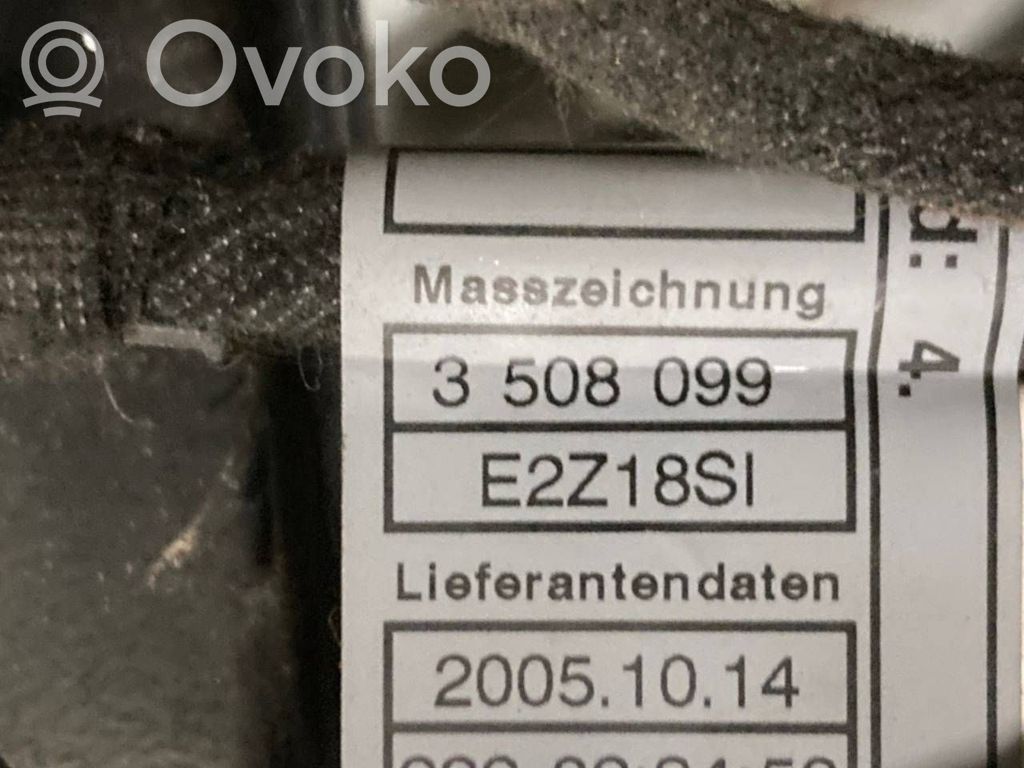 Ovoko
Masszeichnung
3 508 099
E2Z18SI
Lieferantendaten
2005.10.14
d: 4.